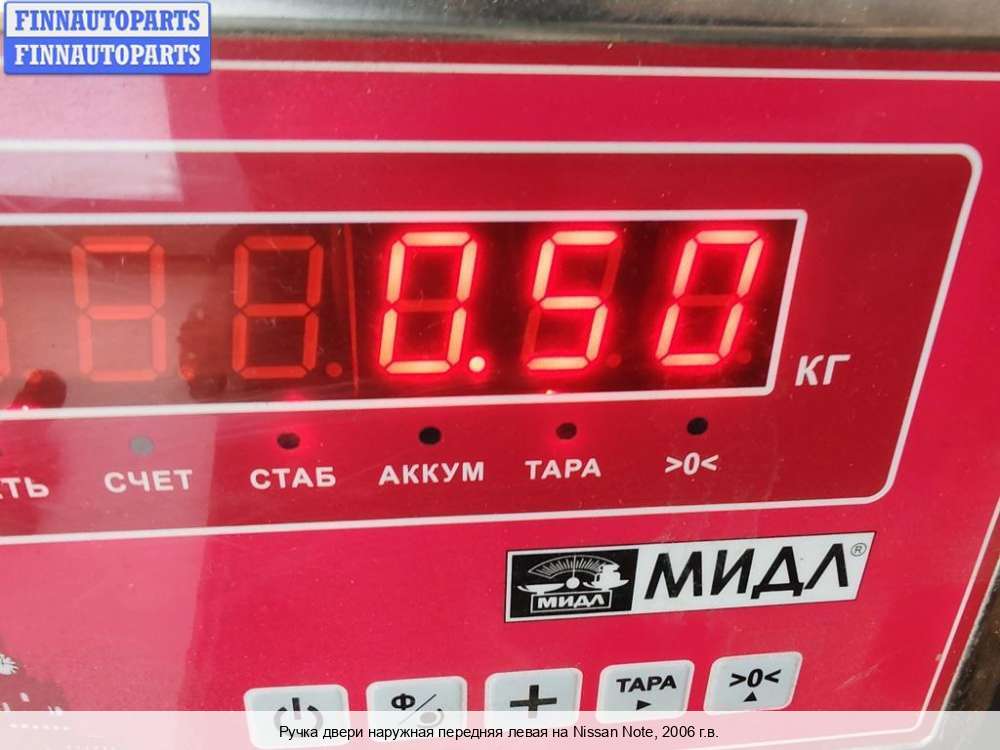 FINNAUTOPARTS
FINNAUTOPARTS
0.50
КГ
СЧЕТ СТАБ АККУМ ТАРА >0<
МИДЛ МИДЛ®
Ф + ТАРА >0<
Ручка двери наружная передняя левая на Nissan Note, 2006 г.в.